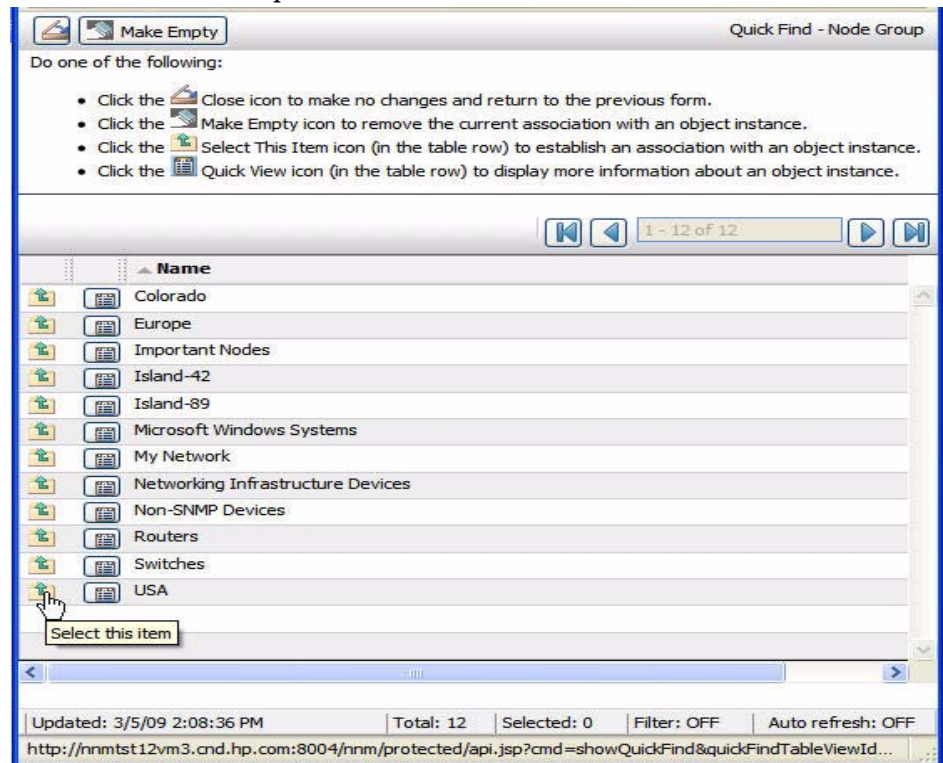 Make Empty
Quick Find - Node Group
Do one of the following:
• Click the Close icon to make no changes and return to the previous form.
• Click the Make Empty icon to remove the current association with an object instance.
• Click the Select This Item icon (in the table row) to establish an association with an object instance.
• Click the Quick View icon (in the table row) to display more information about an object instance.
1 - 12 of 12
Name
Colorado
Europe
Important Nodes
Island-42
Island-89
Microsoft Windows Systems
My Network
Networking Infrastructure Devices
Non-SNMP Devices
Routers
Switches
USA
Select this item
Updated: 3/5/09 2:08:36 PM Total: 12 Selected: 0 Filter: OFF Auto refresh: OFF
http://nnmtst12vm3.cnd.hp.com:8004/nnm/protected/api.jsp?cmd=showQuickFind&quickFindTableViewId...